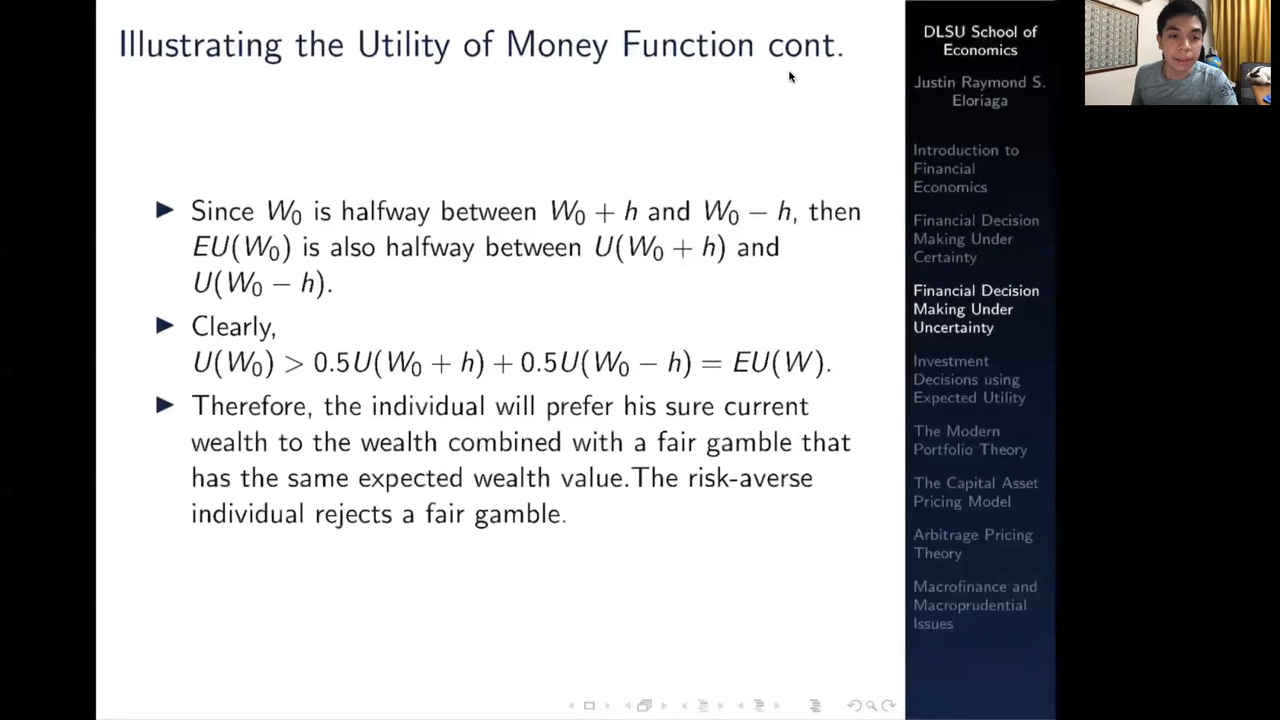 Illustrating the Utility of Money Function cont.
▶ Since W₀ is halfway between W₀ + h and W₀ − h, then
EU(W₀) is also halfway between U(W₀ + h) and
U(W₀ − h).
▶ Clearly,
U(W₀) > 0.5U(W₀ + h) + 0.5U(W₀ − h) = EU(W).
▶ Therefore, the individual will prefer his sure current
wealth to the wealth combined with a fair gamble that
has the same expected wealth value.The risk-averse
individual rejects a fair gamble.
DLSU School of
Economics
Justin Raymond S.
Eloriaga
Introduction to
Financial
Economics
Financial Decision
Making Under
Certainty
Financial Decision
Making Under
Uncertainty
Investment
Decisions using
Expected Utility
The Modern
Portfolio Theory
The Capital Asset
Pricing Model
Arbitrage Pricing
Theory
Macrofinance and
Macroprudential
Issues